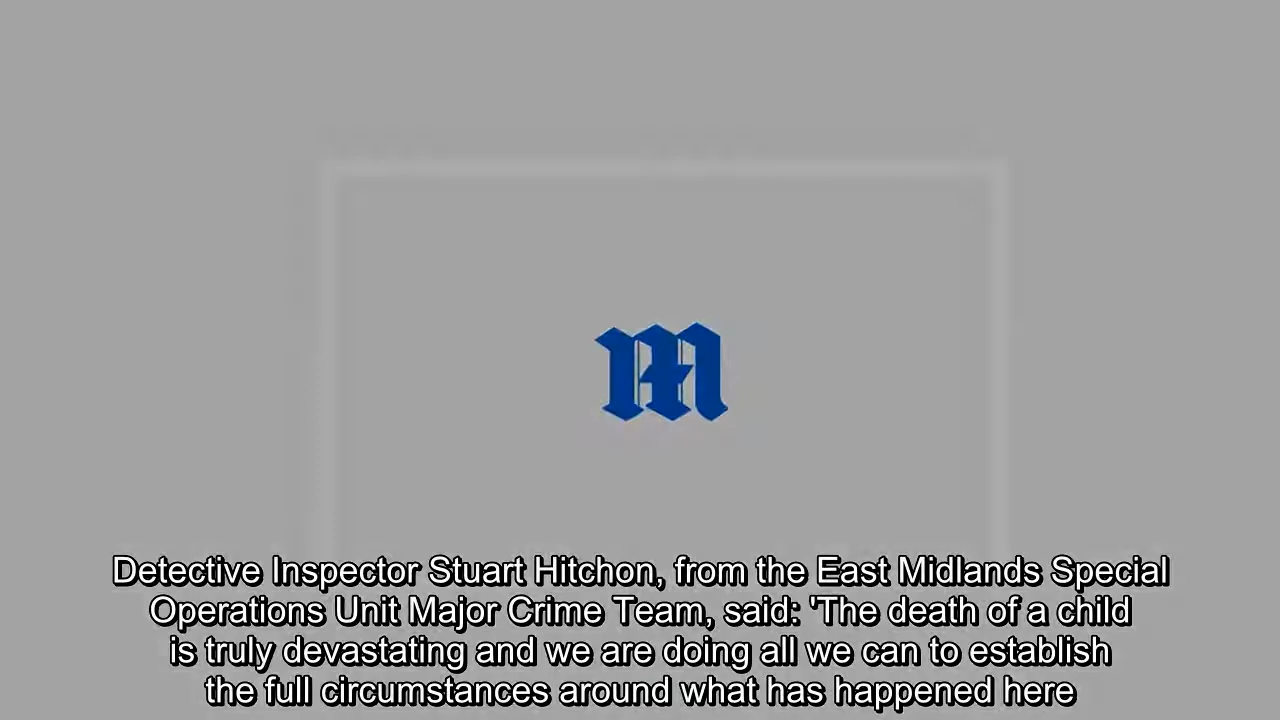 Detective Inspector Stuart Hitchon, from the East Midlands Special
Operations Unit Major Crime Team, said: 'The death of a child
is truly devastating and we are doing all we can to establish
the full circumstances around what has happened here